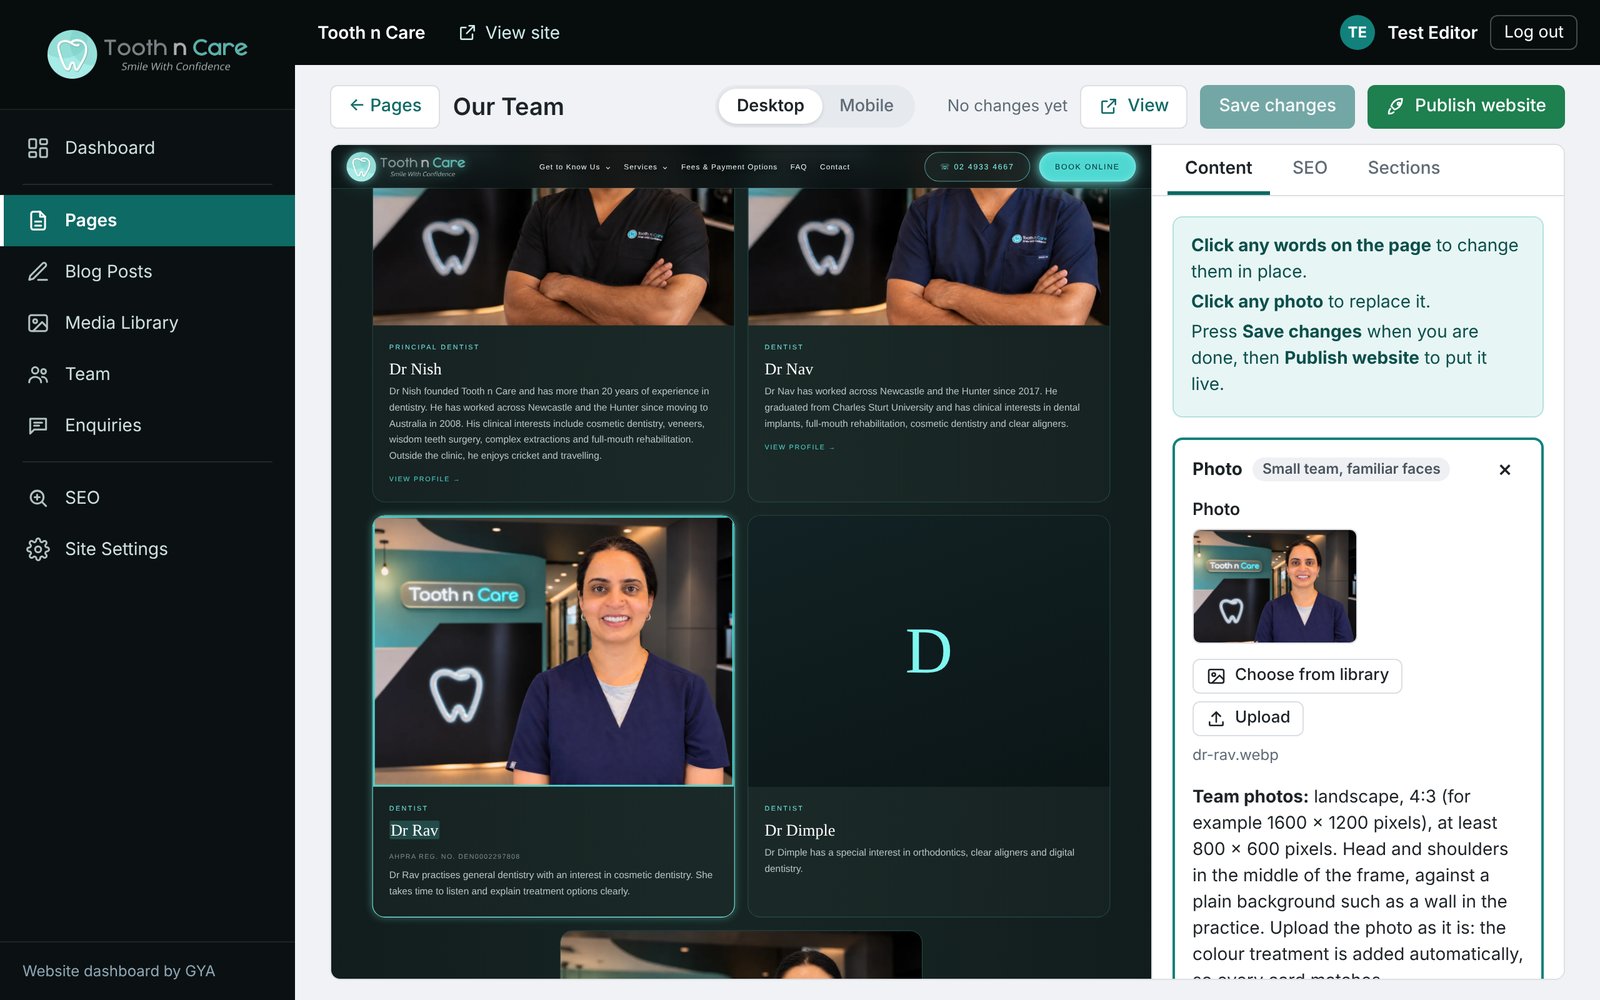 Tooth n Care
Smile With Confidence
Dashboard
Pages
Blog Posts
Media Library
Team
Enquiries
SEO
Site Settings
Website dashboard by GYA
Tooth n Care
View site
TE
Test Editor
Log out
← Pages
Our Team
Desktop
Mobile
No changes yet
View
Save changes
Publish website
Tooth n Care
Smile With Confidence
Get to Know Us
Services
Fees & Payment Options
FAQ
Contact
☏ 02 4933 4667
BOOK ONLINE
Tooth n Care
Tooth n Care
PRINCIPAL DENTIST
Dr Nish
Dr Nish founded Tooth n Care and has more than 20 years of experience in
dentistry. He has worked across Newcastle and the Hunter since moving to
Australia in 2008. His clinical interests include cosmetic dentistry, veneers,
wisdom teeth surgery, complex extractions and full-mouth rehabilitation.
Outside the clinic, he enjoys cricket and travelling.
VIEW PROFILE →
DENTIST
Dr Nav
Dr Nav has worked across Newcastle and the Hunter since 2017. He
graduated from Charles Sturt University and has clinical interests in dental
implants, full-mouth rehabilitation, cosmetic dentistry and clear aligners.
VIEW PROFILE →
Tooth n Care
DENTIST
Dr Rav
AHPRA REG. NO. DEN0002297808
Dr Rav practises general dentistry with an interest in cosmetic dentistry. She
takes time to listen and explain treatment options clearly.
D
DENTIST
Dr Dimple
Dr Dimple has a special interest in orthodontics, clear aligners and digital
dentistry.
Content
SEO
Sections
Click any words on the page to change
them in place.
Click any photo to replace it.
Press Save changes when you are
done, then Publish website to put it
live.
Photo
Small team, familiar faces
×
Photo
Tooth n Care
Choose from library
Upload
dr-rav.webp
Team photos: landscape, 4:3 (for
example 1600 × 1200 pixels), at least
800 × 600 pixels. Head and shoulders
in the middle of the frame, against a
plain background such as a wall in the
practice. Upload the photo as it is: the
colour treatment is added automatically,
so every card matches.